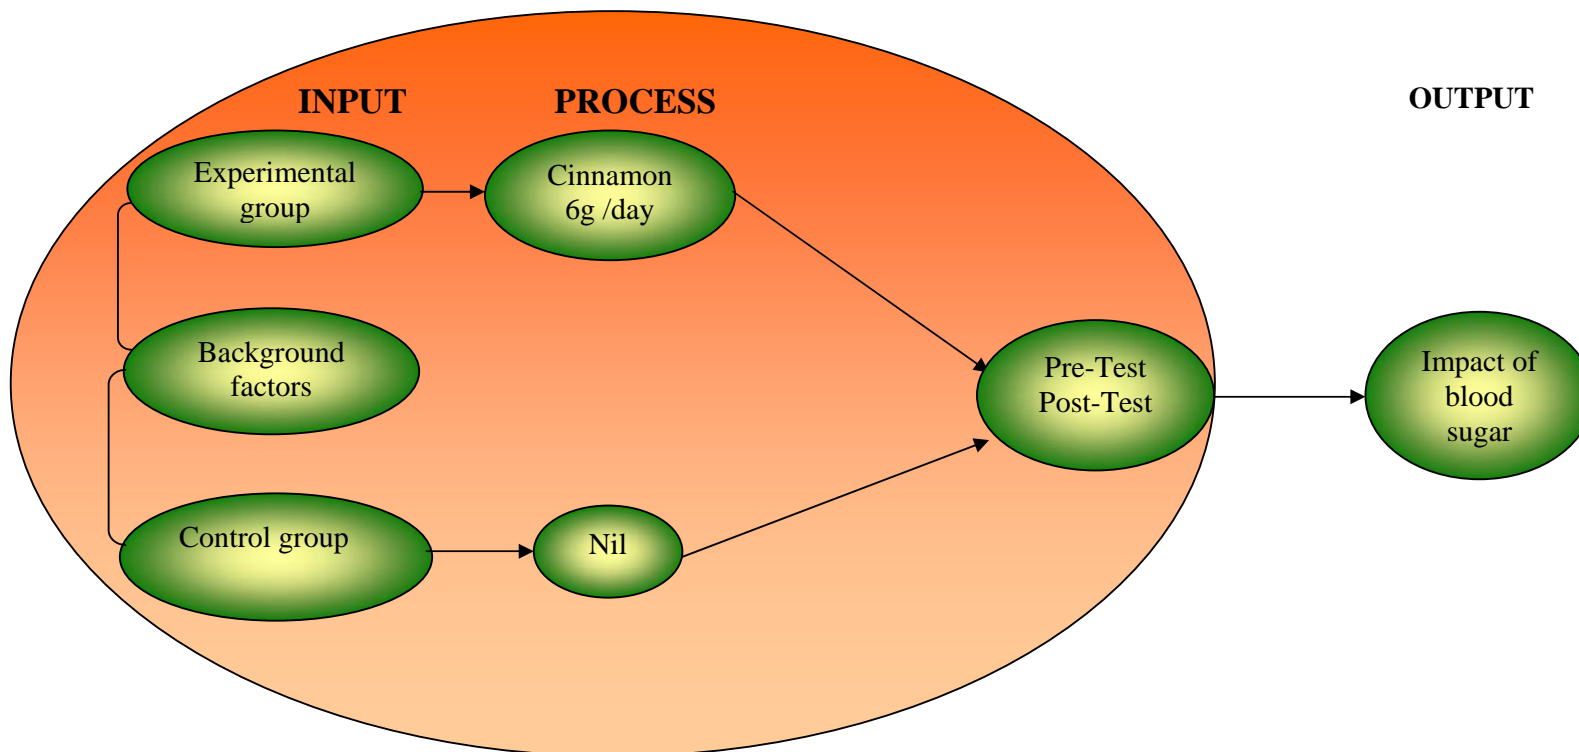 INPUT
PROCESS
OUTPUT
Experimental
group
Cinnamon
6g /day
Background
factors
Pre-Test
Post-Test
Impact of
blood
sugar
Control group
Nil